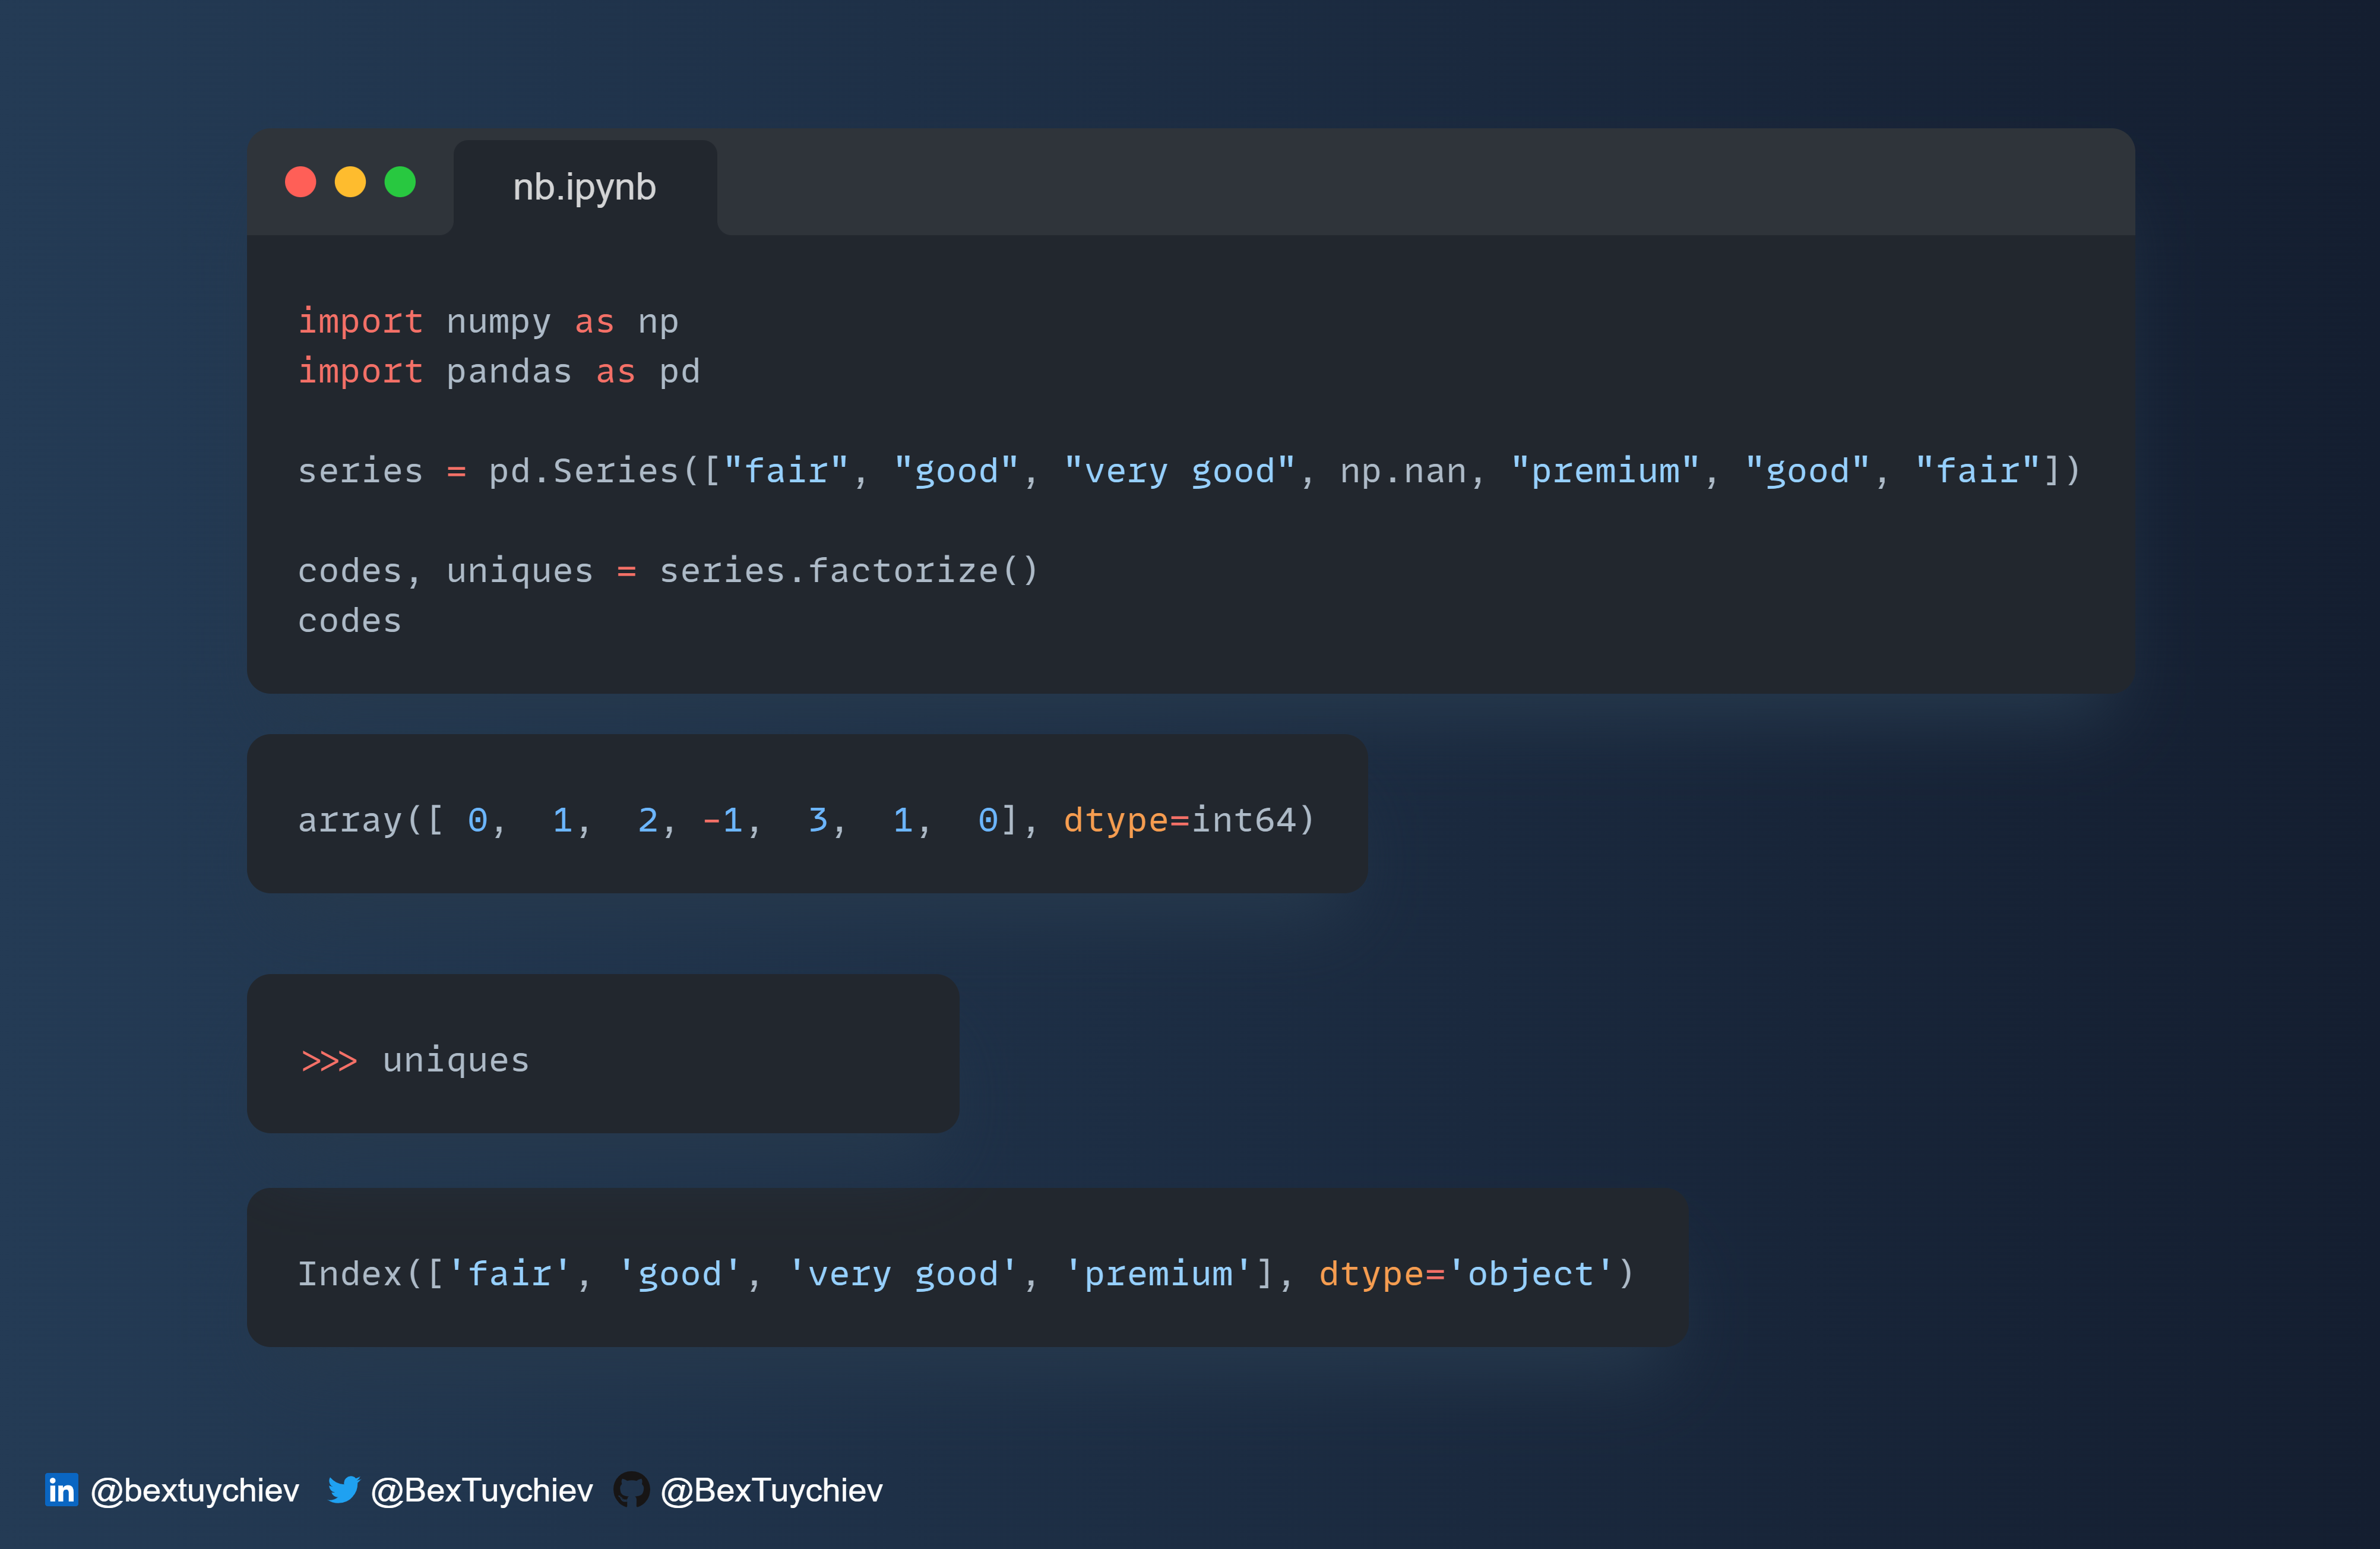 nb.ipynb
import numpy as np
import pandas as pd
series = pd.Series(["fair", "good", "very good", np.nan, "premium", "good", "fair"])
codes, uniques = series.factorize()
codes
array([ 0,  1,  2, -1,  3,  1,  0], dtype=int64)
>>> uniques
Index(['fair', 'good', 'very good', 'premium'], dtype='object')
in @bextuychiev @BexTuychiev @BexTuychiev